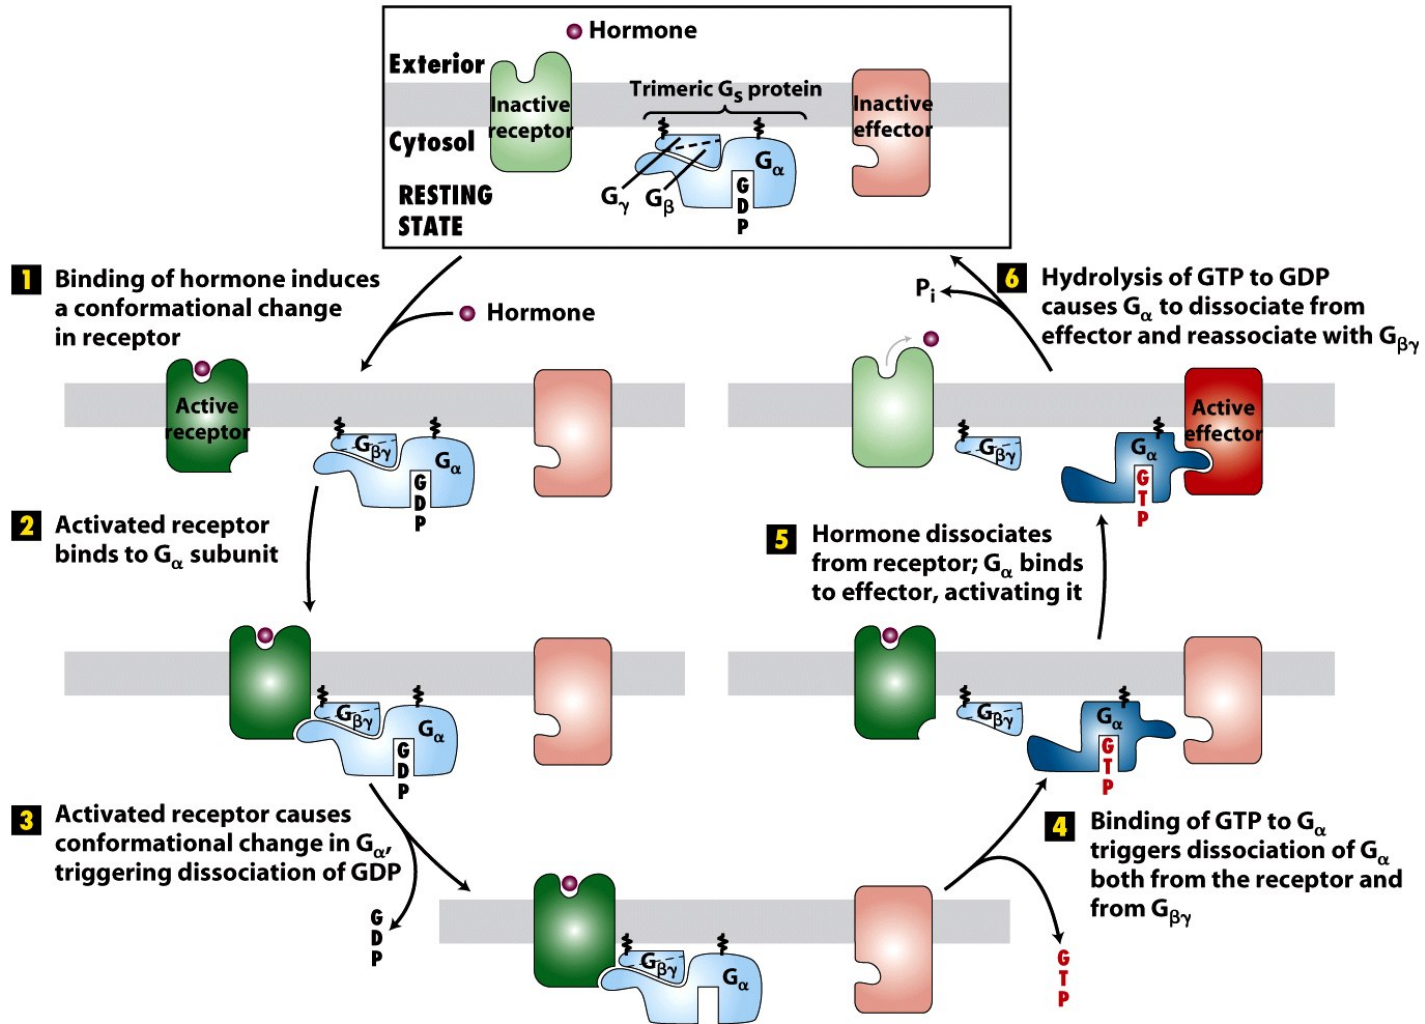 Hormone
Exterior
Inactive
receptor
Trimeric Gs protein
Inactive
effector
Cytosol
Gα
Gγ
Gβ
G
D
P
RESTING
STATE
1 Binding of hormone induces
a conformational change
in receptor
Hormone
Active
receptor
Gβγ
Gα
G
D
P
2 Activated receptor
binds to Gα subunit
Gβγ
Gα
G
D
P
3 Activated receptor causes
conformational change in Gα,
triggering dissociation of GDP
G
D
P
Gβγ
Gα
4 Binding of GTP to Gα
triggers dissociation of Gα
both from the receptor and
from Gβγ
G
T
P
Gβγ
Gα
G
T
P
5 Hormone dissociates
from receptor; Gα binds
to effector, activating it
Gβγ
Gα
G
T
P
Active
effector
6 Hydrolysis of GTP to GDP
causes Gα to dissociate from
effector and reassociate with Gβγ
Pi